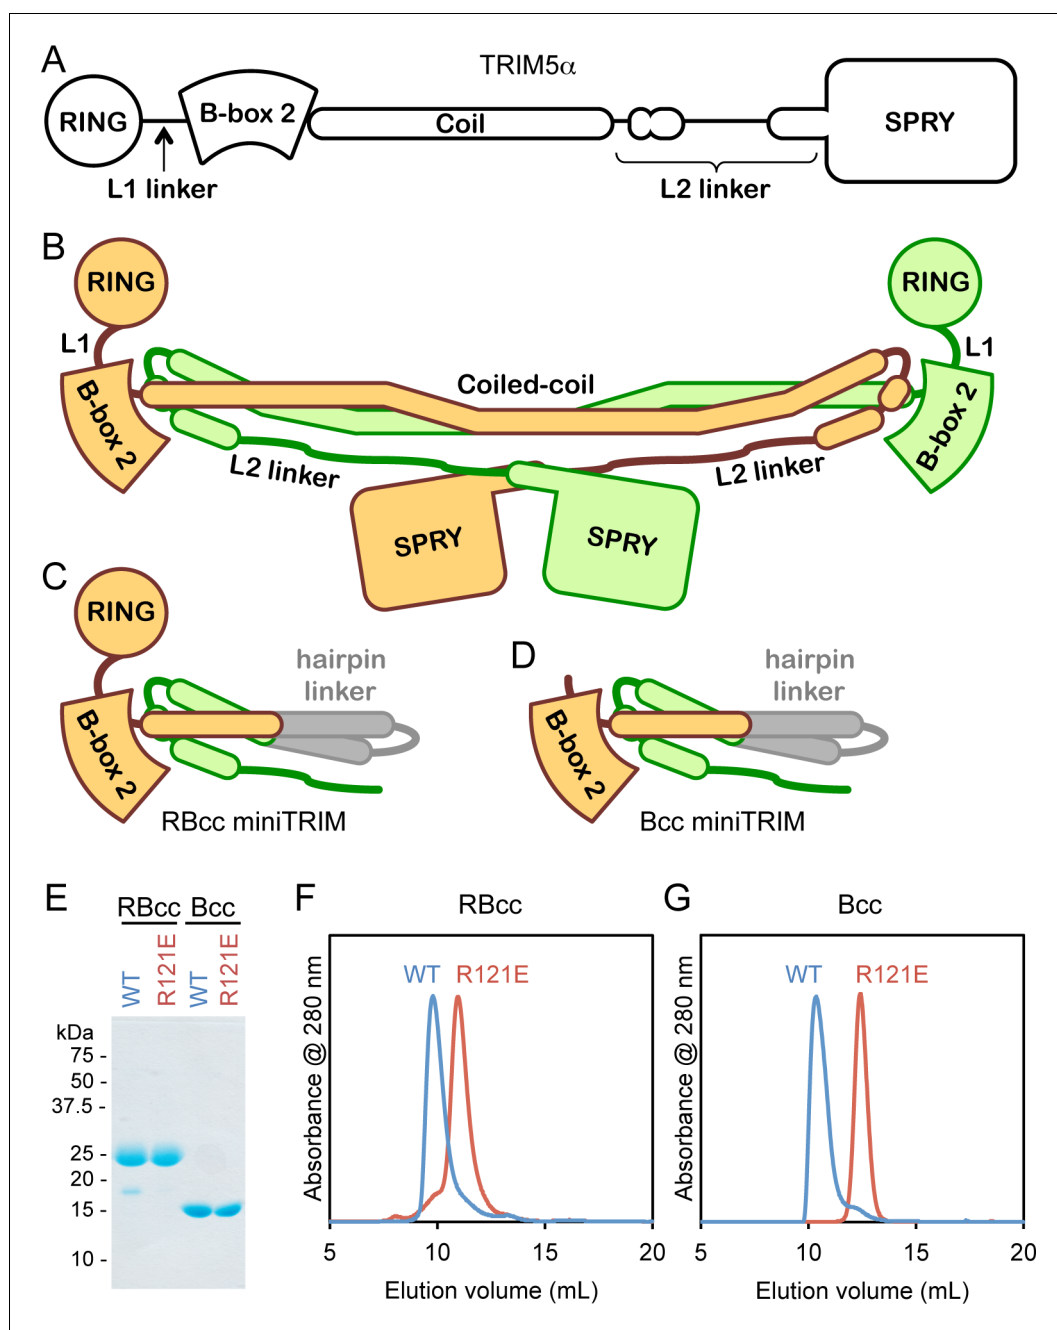 A
TRIM5α
RING
B-box 2
Coil
SPRY
L1 linker
L2 linker
B
RING
RING
L1
L1
B-box 2
Coiled-coil
B-box 2
L2 linker
L2 linker
SPRY
SPRY
C
RING
hairpin
linker
B-box 2
RBcc miniTRIM
D
hairpin
linker
B-box 2
Bcc miniTRIM
E
RBcc Bcc
WT R121E WT R121E
kDa
75 -
50 -
37.5 -
25 -
20 -
15 -
10 -
F
RBcc
WT R121E
Absorbance @ 280 nm
5 10 15 20
Elution volume (mL)
G
Bcc
WT R121E
Absorbance @ 280 nm
5 10 15 20
Elution volume (mL)